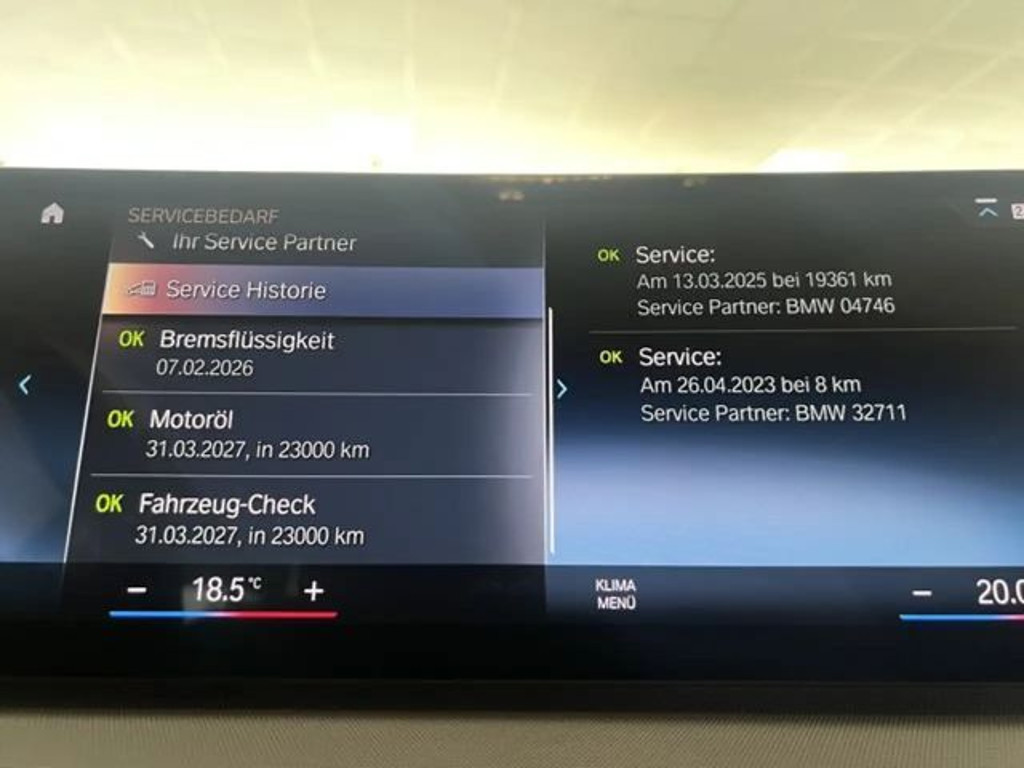 SERVICEBEDARF
Ihr Service Partner
Service Historie
OK Bremsflüssigkeit
07.02.2026
OK Motoröl
31.03.2027, in 23000 km
OK Fahrzeug-Check
31.03.2027, in 23000 km
OK Service:
Am 13.03.2025 bei 19361 km
Service Partner: BMW 04746
OK Service:
Am 26.04.2023 bei 8 km
Service Partner: BMW 32711
2
− 18.5 °C +
KLIMA
MENÜ
− 20.0